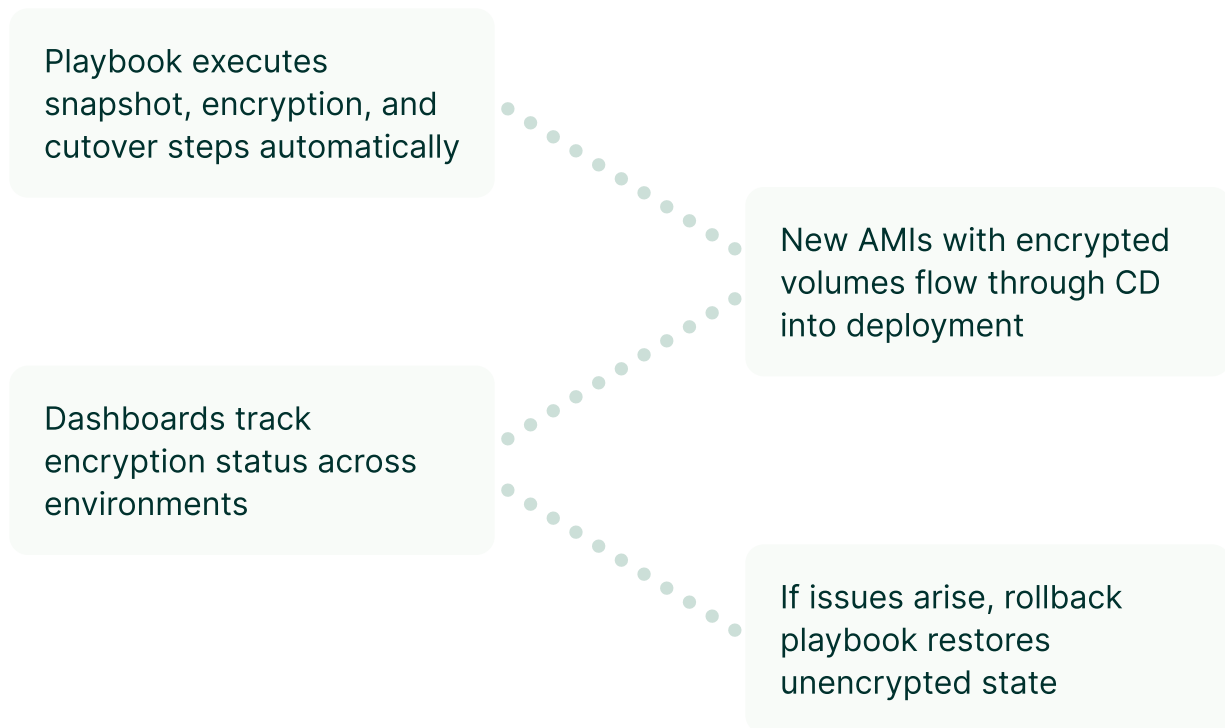 Playbook executes
snapshot, encryption, and
cutover steps automatically
New AMIs with encrypted
volumes flow through CD
into deployment
Dashboards track
encryption status across
environments
If issues arise, rollback
playbook restores
unencrypted state